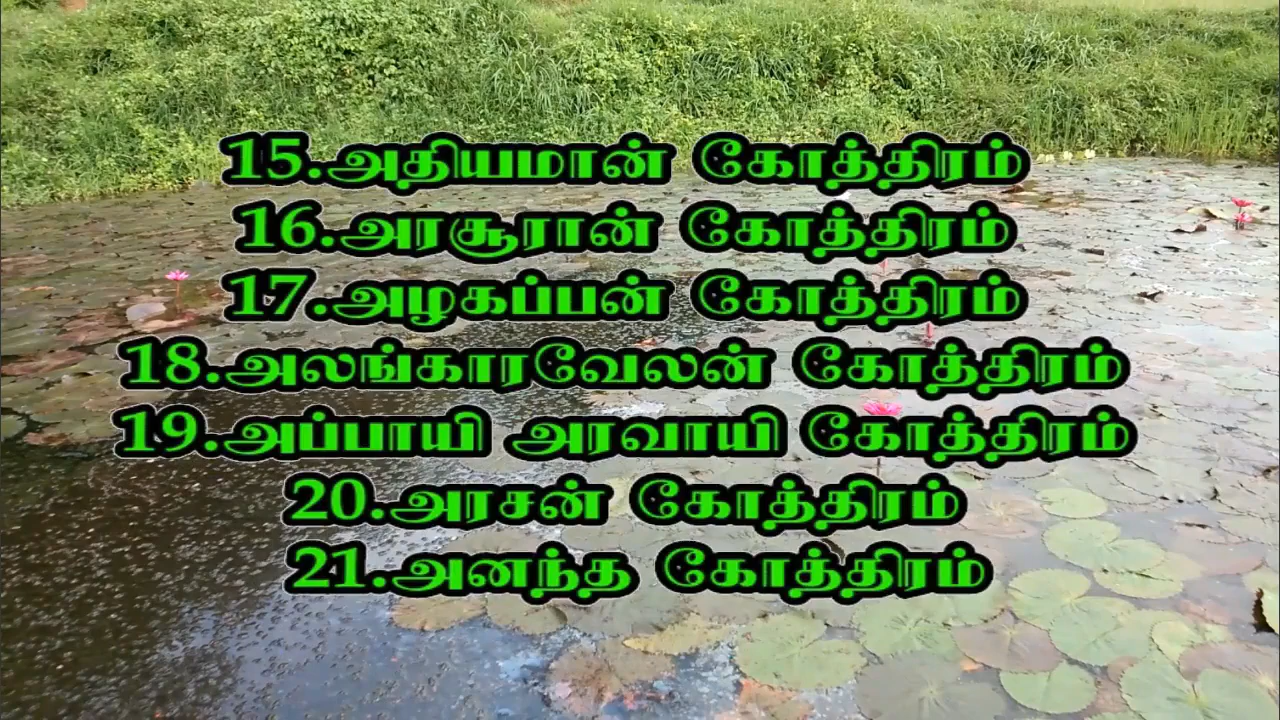 15.அதியமான் கோத்திரம்
16.அரசூரான் கோத்திரம்
17.அழகப்பன் கோத்திரம்
18.அலங்காரவேலன் கோத்திரம்
19.அப்பாயி அரவாயி கோத்திரம்
20.அரசன் கோத்திரம்
21.அனந்த கோத்திரம்